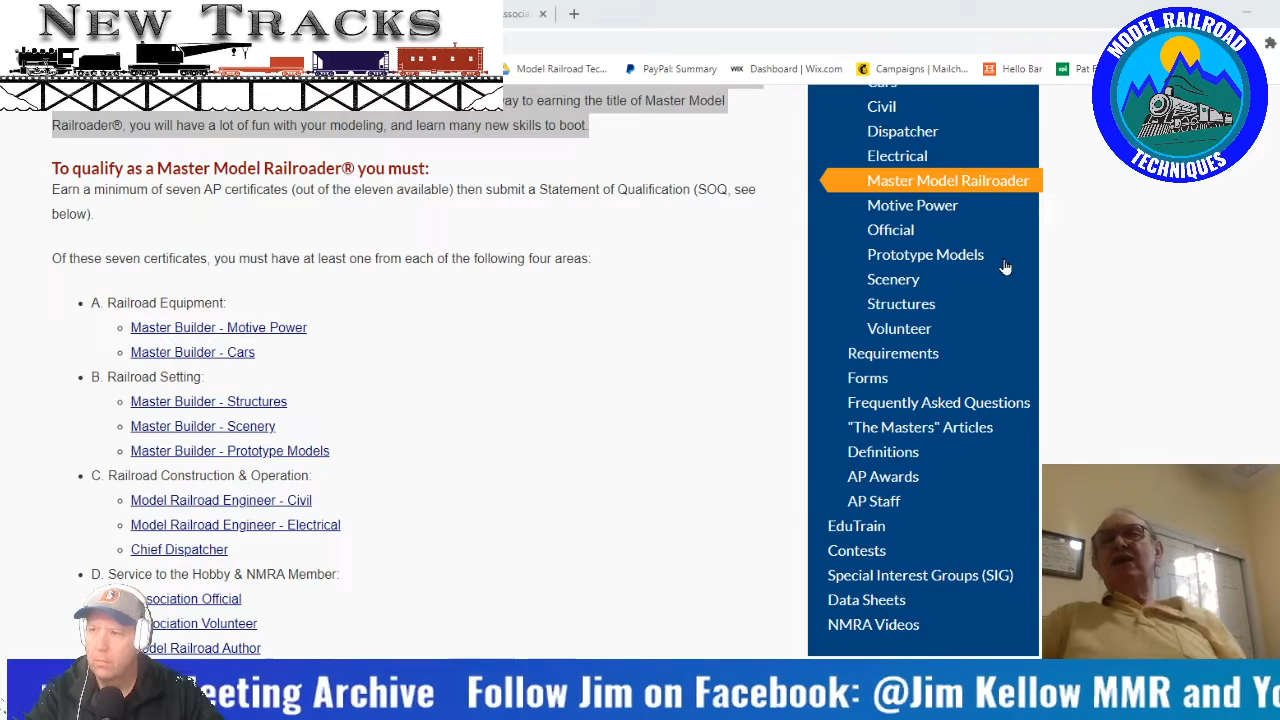 NEW TRACKS
ssocia
Model Railroad Tec...
PayPal: Summary
WIX Dashboard | Wix.com
Campaigns | Mailch...
Hello Bar
Pat
MODEL RAILROAD
TECHNIQUES
ay to earning the title of Master Model
Railroader®, you will have a lot of fun with your modeling, and learn many new skills to boot.
To qualify as a Master Model Railroader® you must:
Earn a minimum of seven AP certificates (out of the eleven available) then submit a Statement of Qualification (SOQ, see
below).
Of these seven certificates, you must have at least one from each of the following four areas:
A. Railroad Equipment:
Master Builder - Motive Power
Master Builder - Cars
B. Railroad Setting:
Master Builder - Structures
Master Builder - Scenery
Master Builder - Prototype Models
C. Railroad Construction & Operation:
Model Railroad Engineer - Civil
Model Railroad Engineer - Electrical
Chief Dispatcher
D. Service to the Hobby & NMRA Member:
ssociation Official
ssociation Volunteer
odel Railroad Author
Cars
Civil
Dispatcher
Electrical
Master Model Railroader
Motive Power
Official
Prototype Models
Scenery
Structures
Volunteer
Requirements
Forms
Frequently Asked Questions
"The Masters" Articles
Definitions
AP Awards
AP Staff
EduTrain
Contests
Special Interest Groups (SIG)
Data Sheets
NMRA Videos
eeting Archive Follow Jim on Facebook: @Jim Kellow MMR and Yo